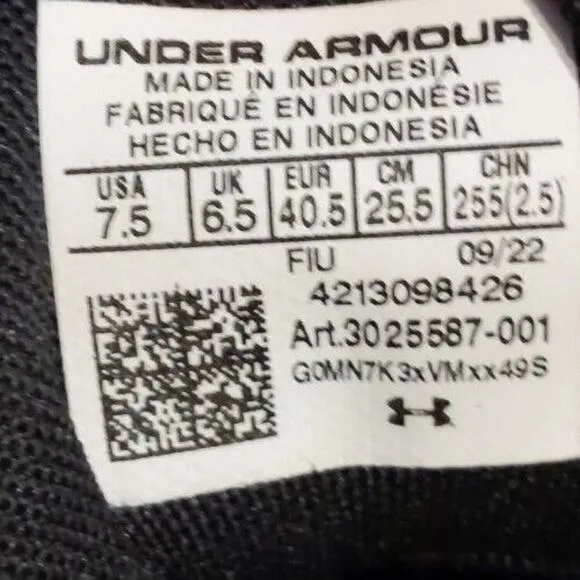 UNDER ARMOUR
MADE IN INDONESIA
FABRIQUÉ EN INDONÉSIE
HECHO EN INDONESIA
USA UK EUR CM CHN
7.5 6.5 40.5 25.5 255(2.5)
FIU 09/22
4213098426
Art.3025587-001
G0MN7K3xVMxx49S